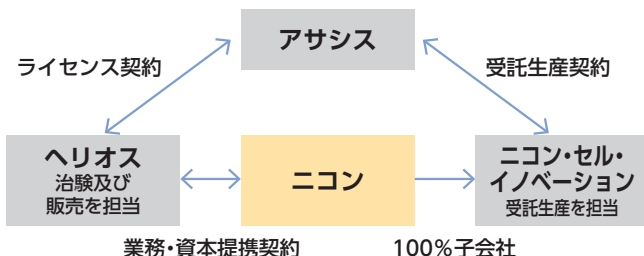 アサシス
ライセンス契約
受託生産契約
ヘリオス
治験及び
販売を担当
ニコン
ニコン・セル・
イノベーション
受託生産を担当
業務・資本提携契約
100%子会社